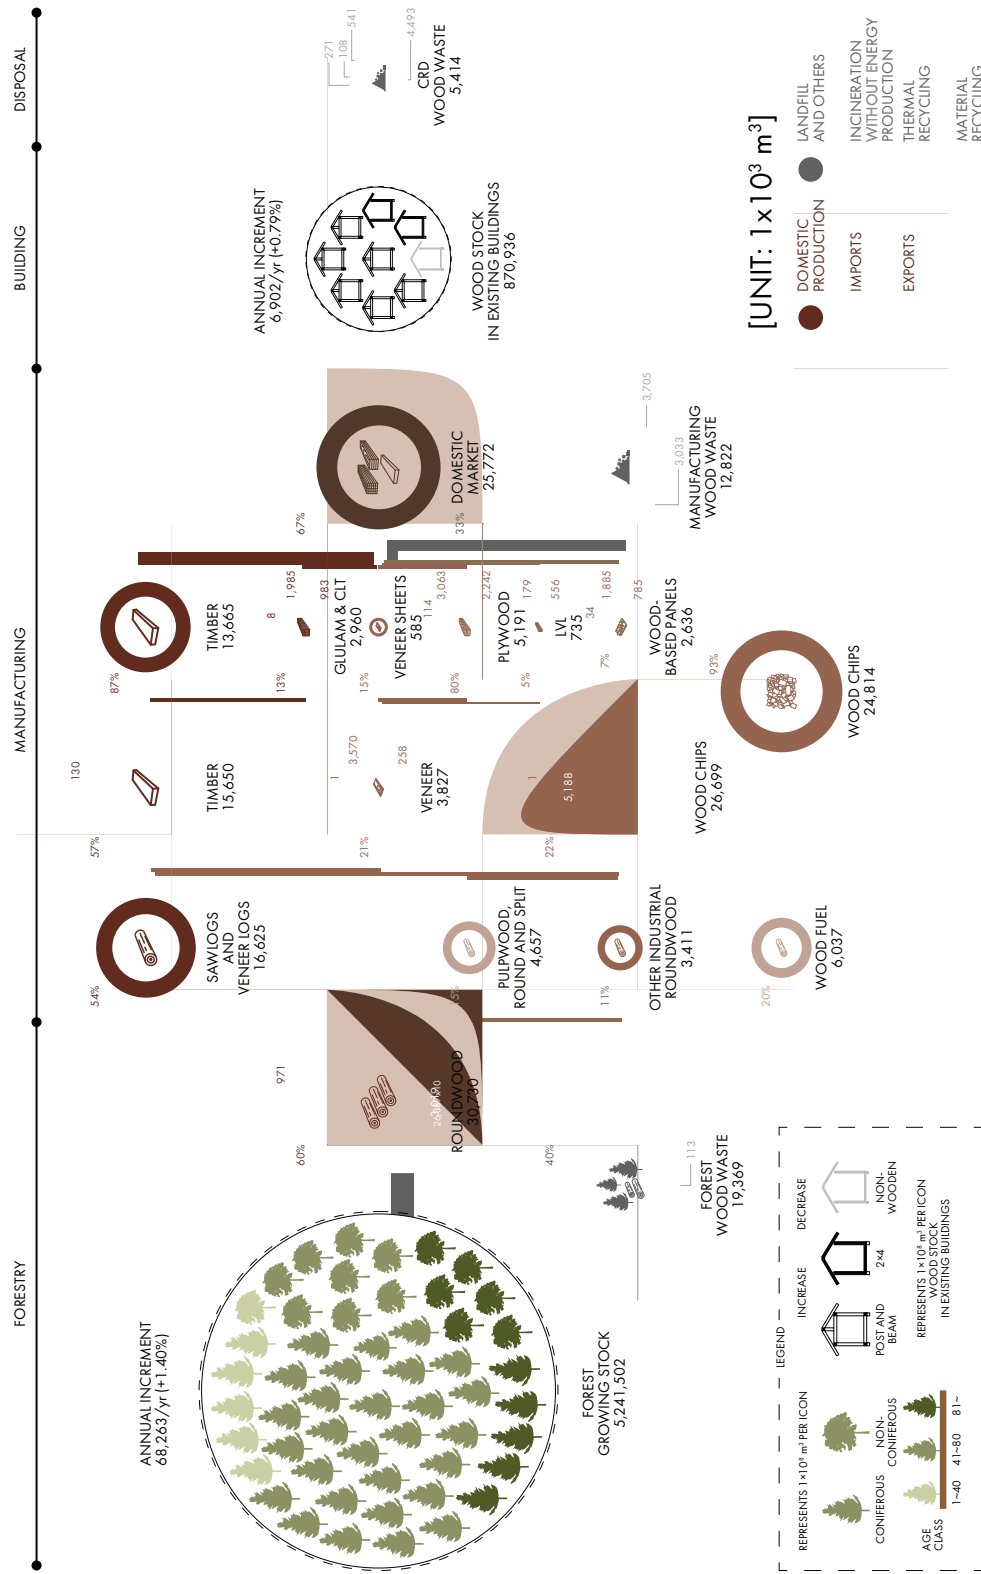 FORESTRY
MANUFACTURING
BUILDING
DISPOSAL
ANNUAL INCREMENT
68,263/yr (+1.40%)
FOREST
GROWING STOCK
5,241,502
60%
40%
971
ROUNDWOOD
30,730
FOREST
WOOD WASTE
19,369
113
54%
15%
11%
20%
SAWLOGS
AND
VENEER LOGS
16,625
PULPWOOD,
ROUND AND SPLIT
4,657
OTHER INDUSTRIAL
ROUNDWOOD
3,411
WOOD FUEL
6,037
57%
21%
22%
130
TIMBER
15,650
1
3,570
258
VENEER
3,827
1
5,188
WOOD CHIPS
26,699
87%
13%
15%
80%
5%
7%
93%
TIMBER
13,665
8
1,985
983
GLULAM & CLT
2,960
VENEER SHEETS
585
114
3,063
2,242
PLYWOOD
5,191
179
556
LVL
735
34
1,885
785
WOOD-
BASED PANELS
2,636
WOOD CHIPS
24,814
67%
33%
DOMESTIC
MARKET
25,772
3,033
3,705
MANUFACTURING
WOOD WASTE
12,822
ANNUAL INCREMENT
6,902/yr (+0.79%)
WOOD STOCK
IN EXISTING BUILDINGS
870,936
271
108
541
4,493
CRD
WOOD WASTE
5,414
[UNIT: 1x10³ m³]
DOMESTIC
PRODUCTION
IMPORTS
EXPORTS
LANDFILL
AND OTHERS
INCINERATION
WITHOUT ENERGY
PRODUCTION
THERMAL
RECYCLING
MATERIAL
RECYCLING
LEGEND
REPRESENTS 1×10⁸ m³ PER ICON
CONIFEROUS
NON-
CONIFEROUS
AGE
CLASS
1~40
41~80
81~
INCREASE
DECREASE
POST AND
BEAM
2×4
NON-
WOODEN
REPRESENTS 1×10⁸ m³ PER ICON
WOOD STOCK
IN EXISTING BUILDINGS